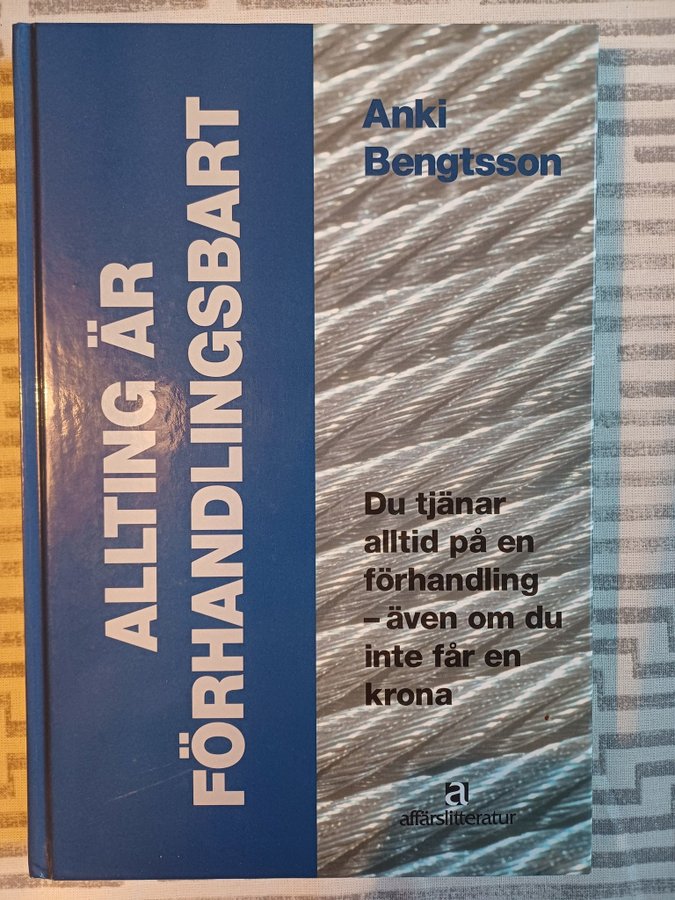 ALLTING ÄR
FÖRHANDLINGSBART
Anki
Bengtsson
Du tjänar
alltid på en
förhandling
– även om du
inte får en
krona
a
affärslitteratur